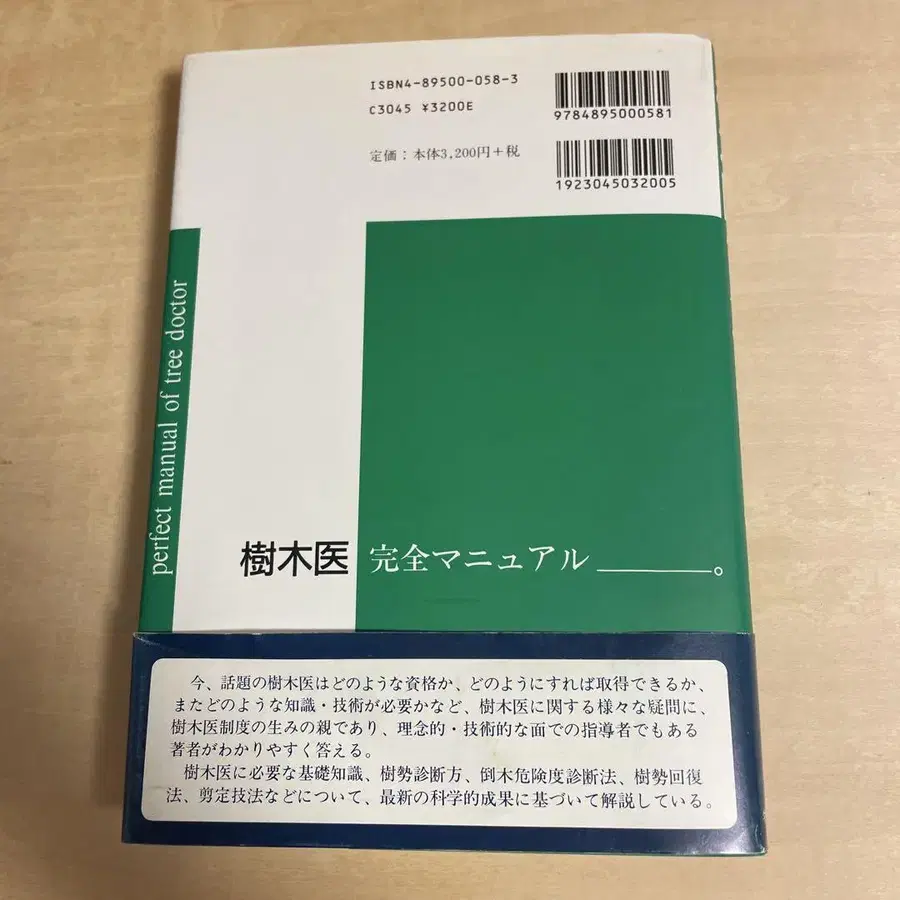 ISBN4-89500-058-3
C3045 ¥3200E
定価：本体3,200円＋税
9784895000581
1923045032005
perfect manual of tree doctor
樹木医 完全マニュアル＿＿＿。
今、話題の樹木医はどのような資格か、どのようにすれば取得できるか、
またどのような知識・技術が必要かなど、樹木医に関する様々な疑問に、
樹木医制度の生みの親であり、理念的・技術的な面での指導者でもある
著者がわかりやすく答える。
樹木医に必要な基礎知識、樹勢診断方、倒木危険度診断法、樹勢回復
法、剪定技法などについて、最新の科学的成果に基づいて解説している。